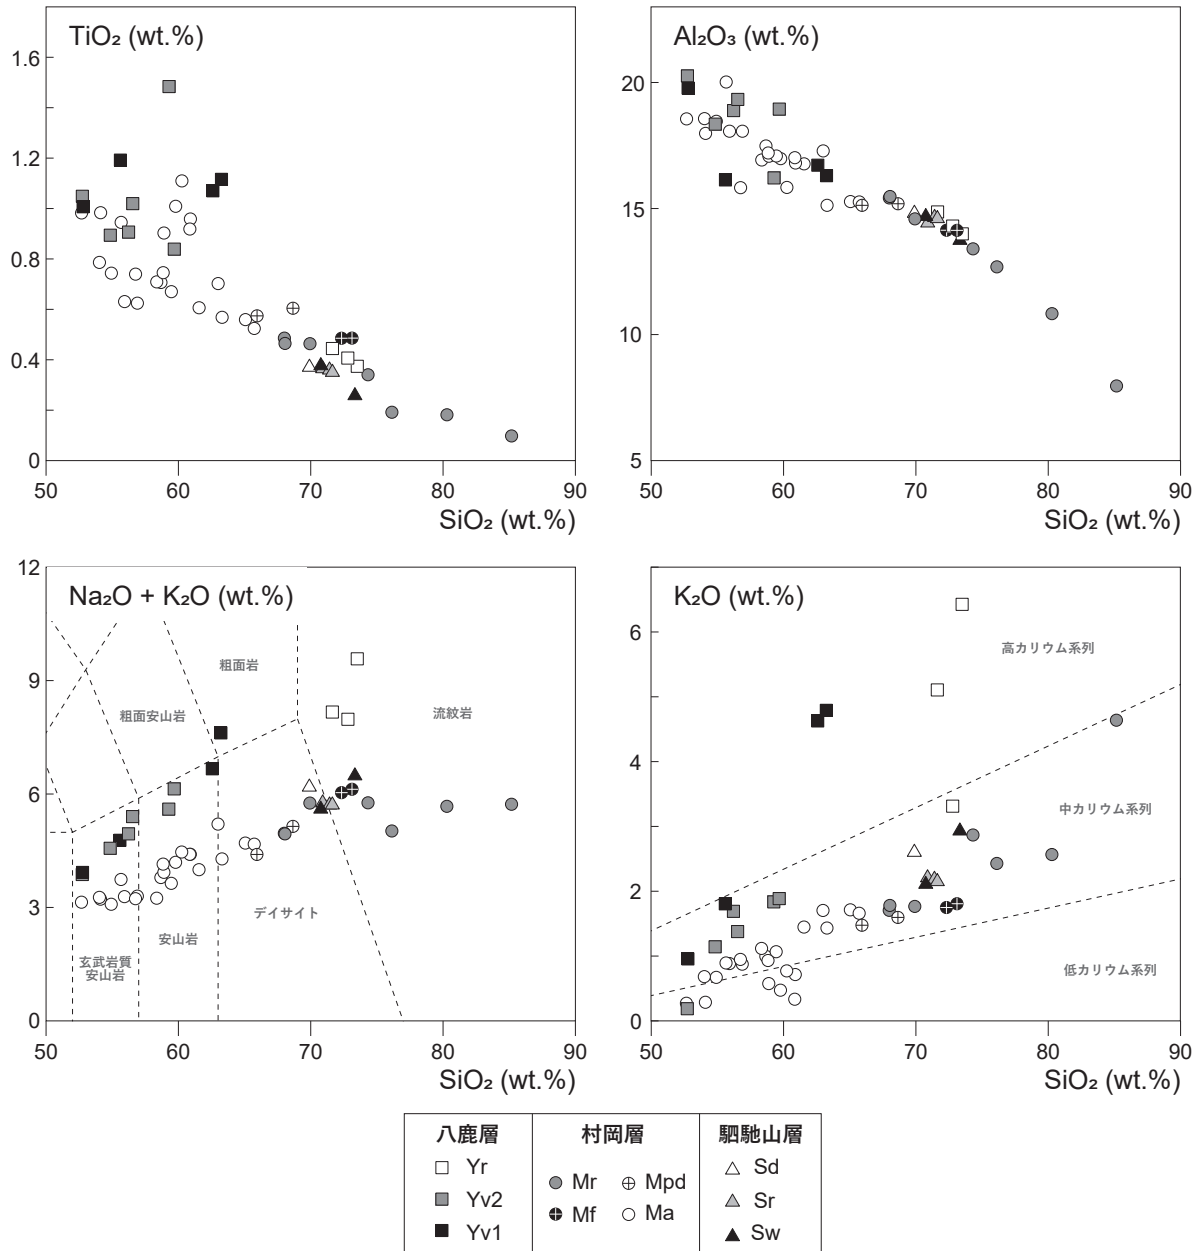 TiO₂ (wt.%)
1.6
1.2
0.8
0.4
0
50 60 70 80 90
SiO₂ (wt.%)
Al₂O₃ (wt.%)
20
15
10
5
50 60 70 80 90
SiO₂ (wt.%)
Na₂O + K₂O (wt.%)
12
9
6
3
0
粗面岩
粗面安山岩
流紋岩
デイサイト
安山岩
玄武岩質
安山岩
50 60 70 80 90
SiO₂ (wt.%)
K₂O (wt.%)
6
4
2
0
高カリウム系列
中カリウム系列
低カリウム系列
50 60 70 80 90
SiO₂ (wt.%)
八鹿層
Yr
Yv2
Yv1
村岡層
Mr Mpd
Mf Ma
駟馳山層
Sd
Sr
Sw